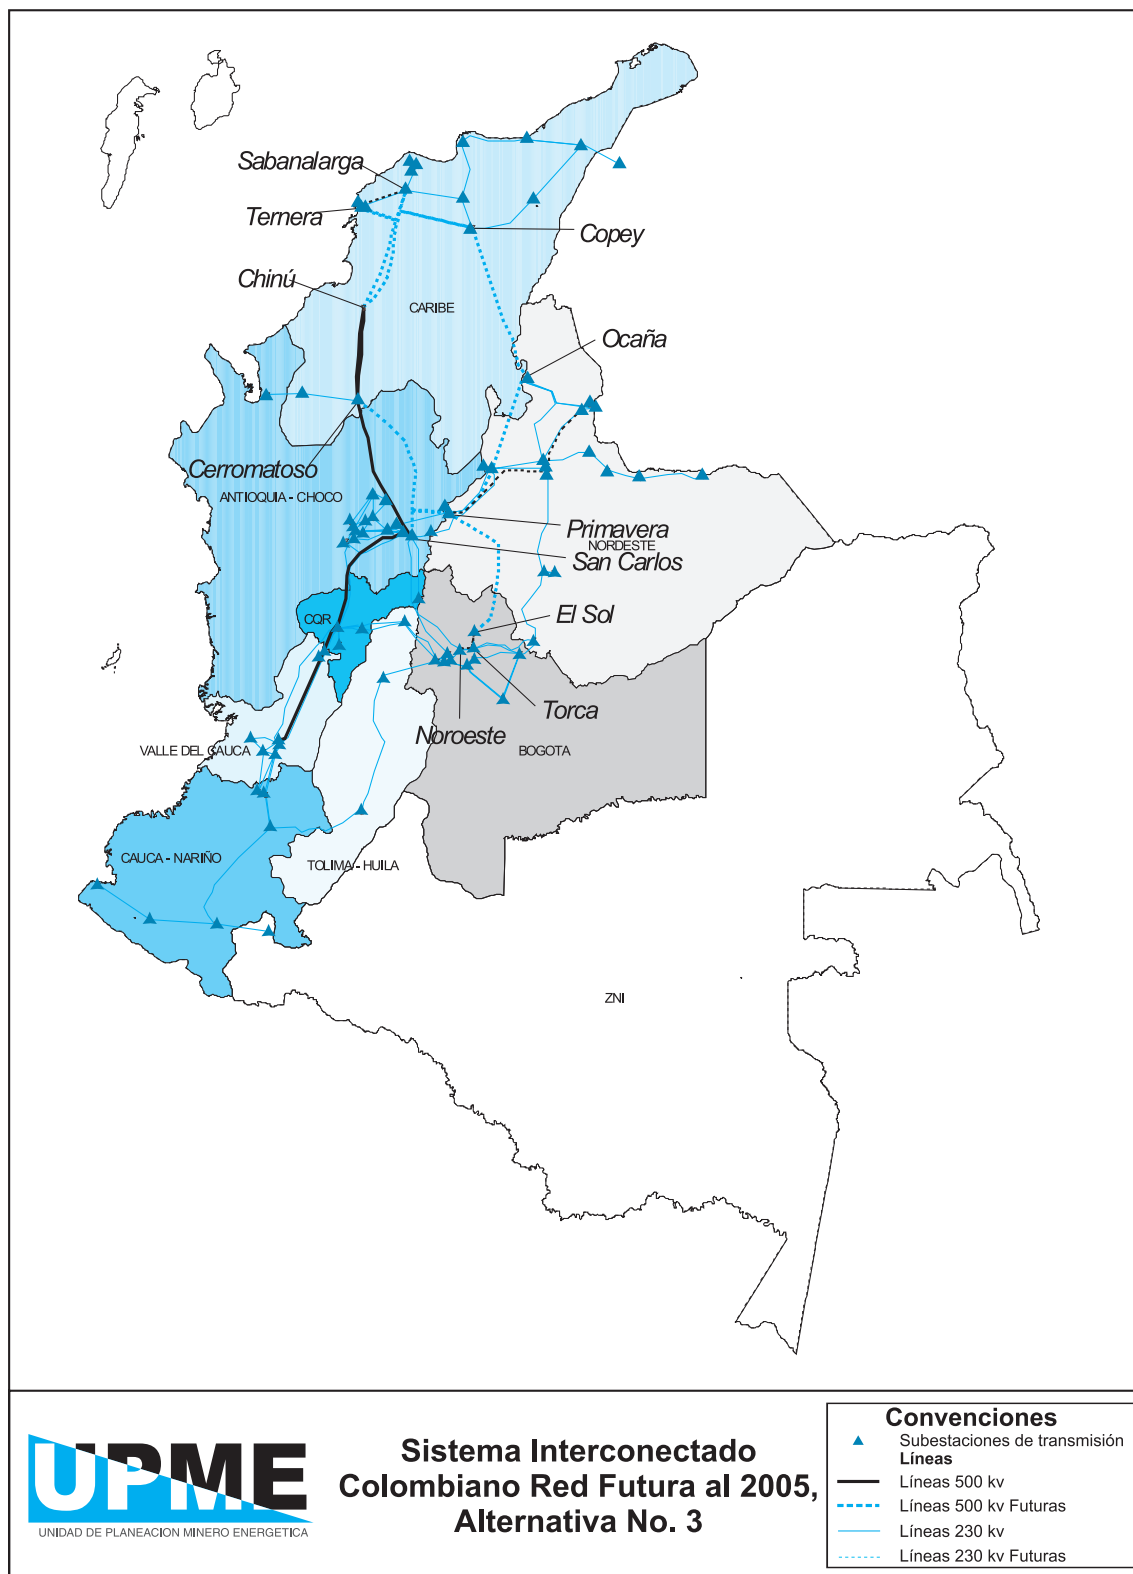 Sabanalarga
Ternera
Copey
Chinú
CARIBE
Ocaña
Cerromatoso
ANTIOQUIA - CHOCO
Primavera
NORDESTE
San Carlos
El Sol
CQR
Torca
Noroeste
BOGOTA
VALLE DEL CAUCA
CAUCA - NARIÑO
TOLIMA - HUILA
ZNI
UPME
UNIDAD DE PLANEACION MINERO ENERGETICA
Sistema Interconectado
Colombiano Red Futura al 2005,
Alternativa No. 3
Convenciones
Subestaciones de transmisión
Líneas
Líneas 500 kv
Líneas 500 kv Futuras
Líneas 230 kv
Líneas 230 kv Futuras